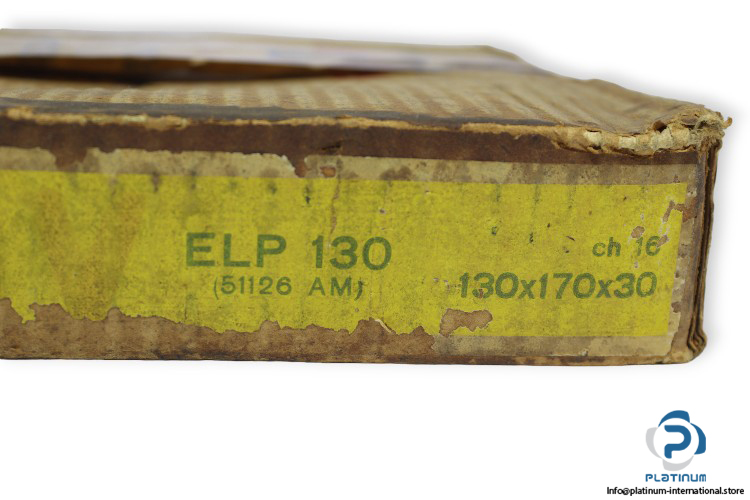 ELP 130
(51126 AM)
ch 16
130x170x30
PLATINUM
Info@platinum-international.store